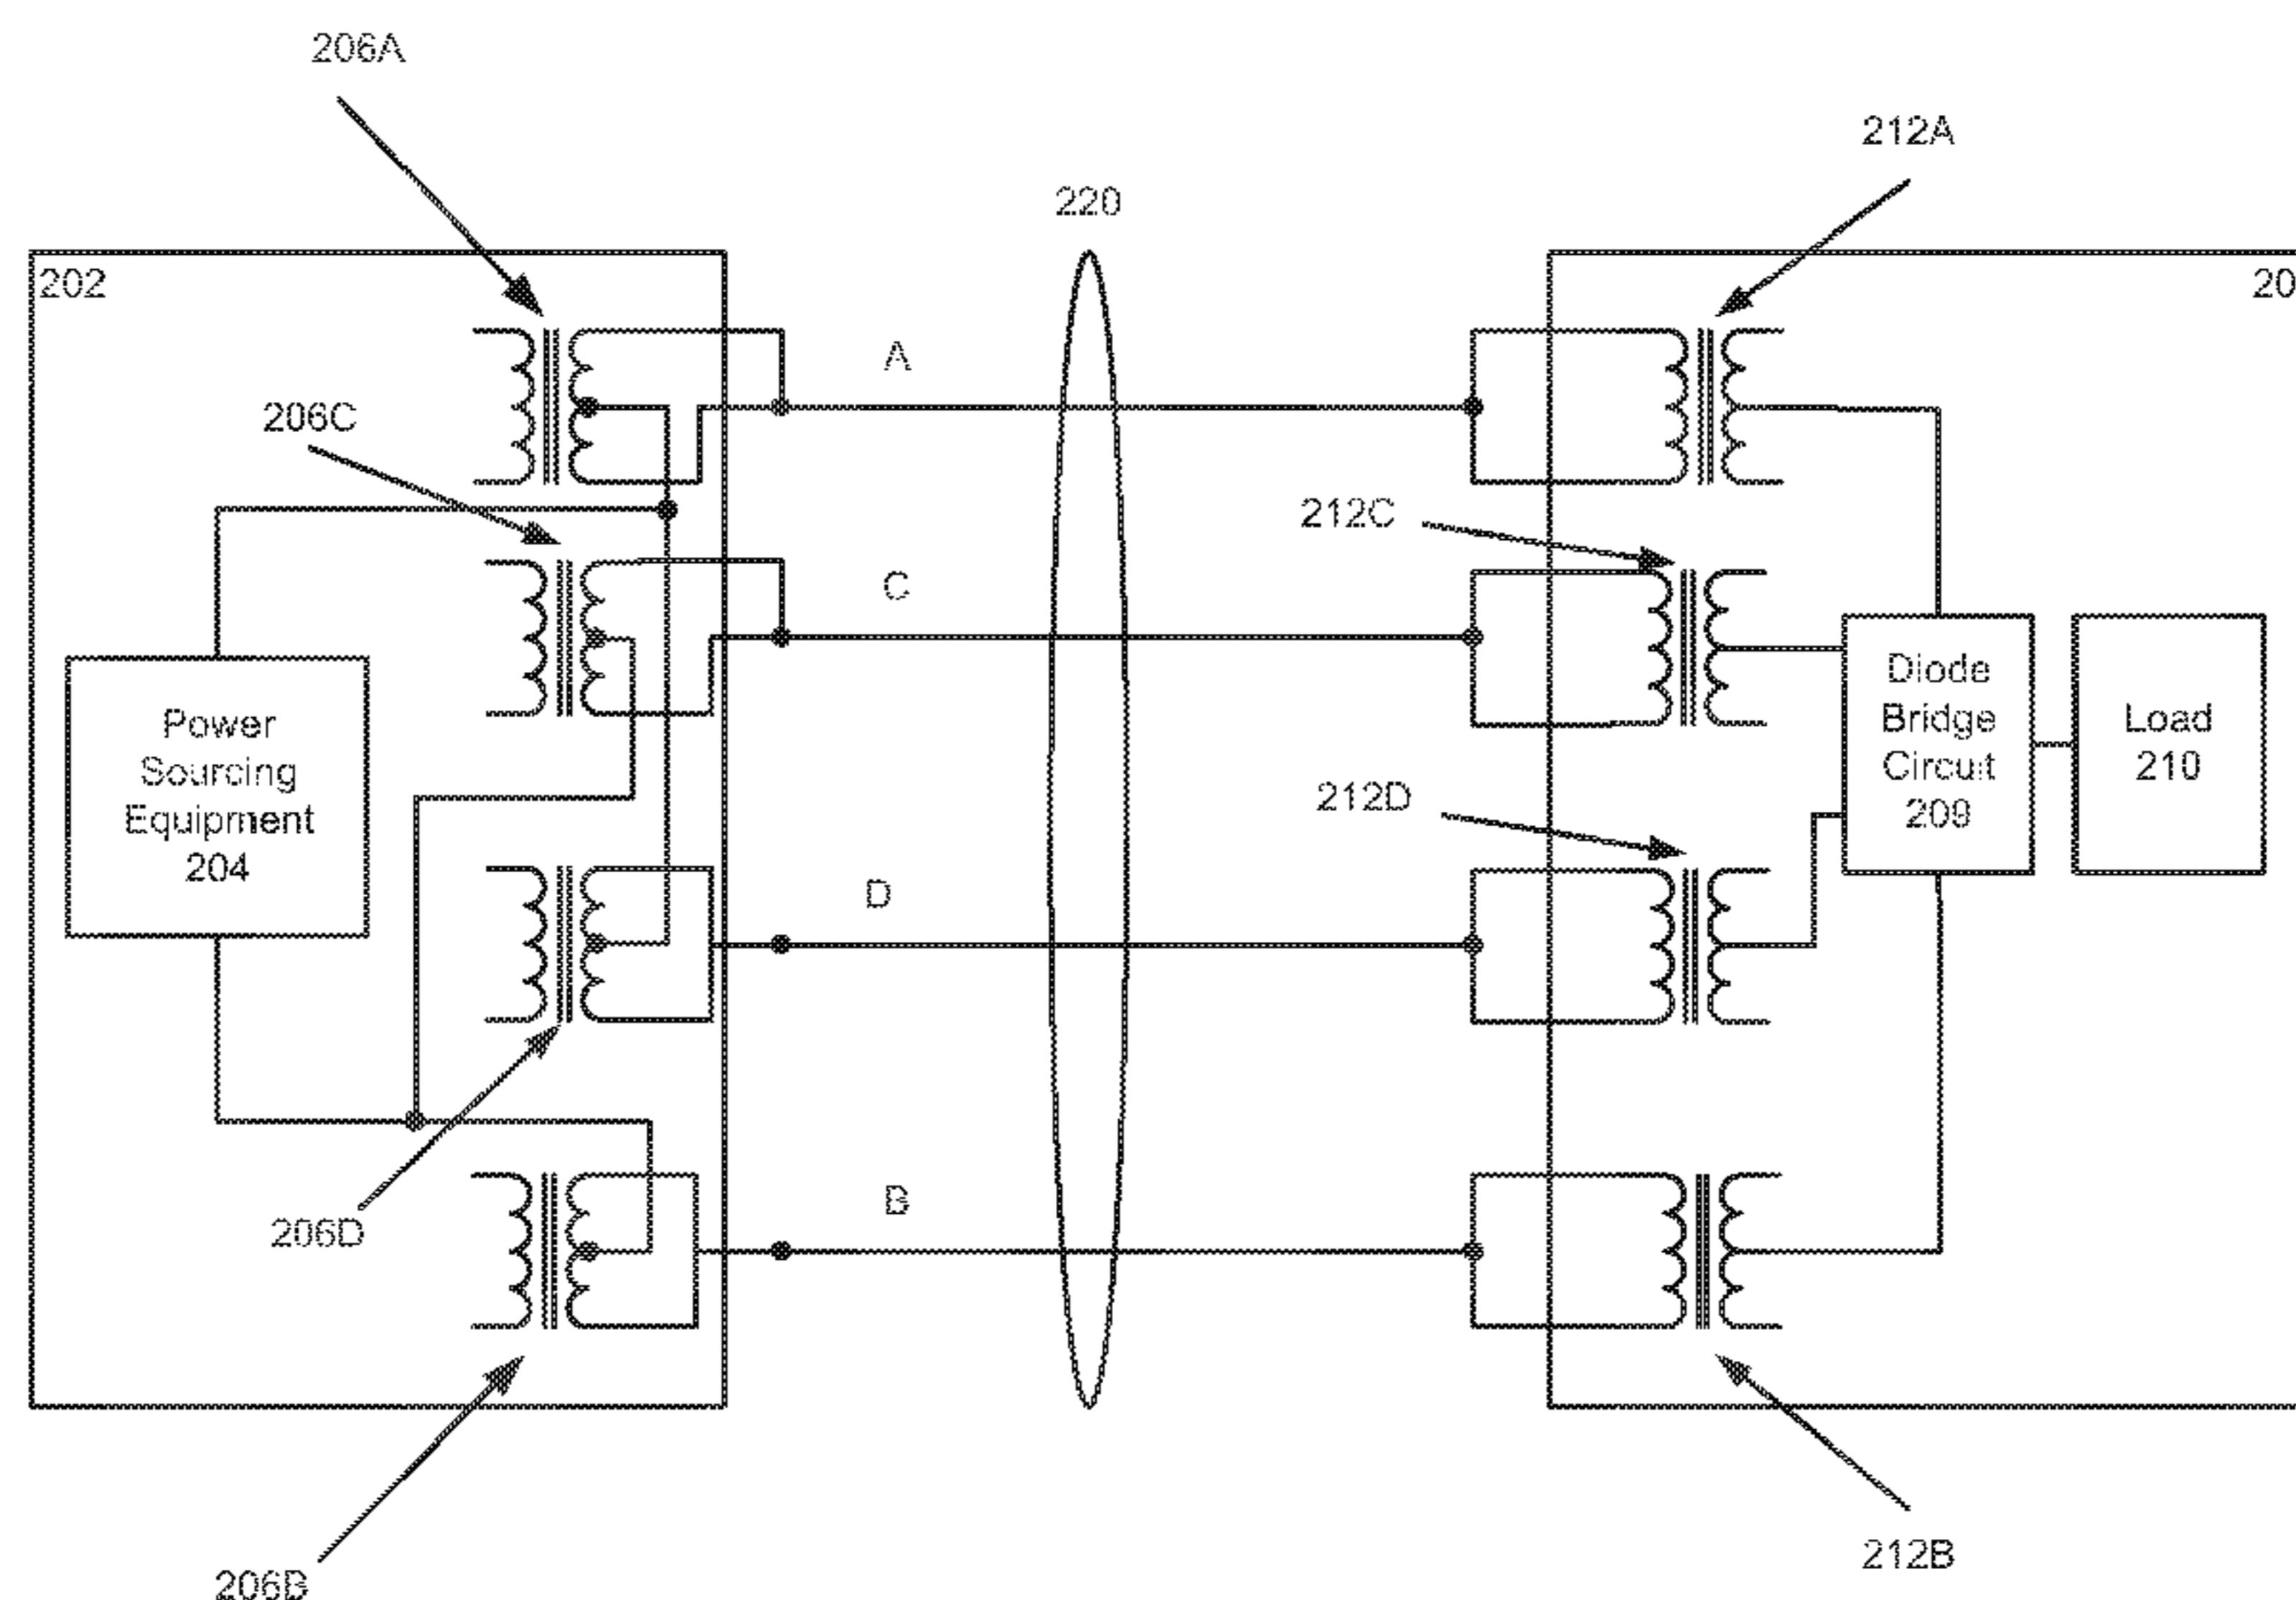 206A
212A
220
202
20
206C
A
212C
C
Power
Sourcing
Equipment
204
Diode
Bridge
Circuit
209
Load
210
212D
D
206D
B
206B
212B